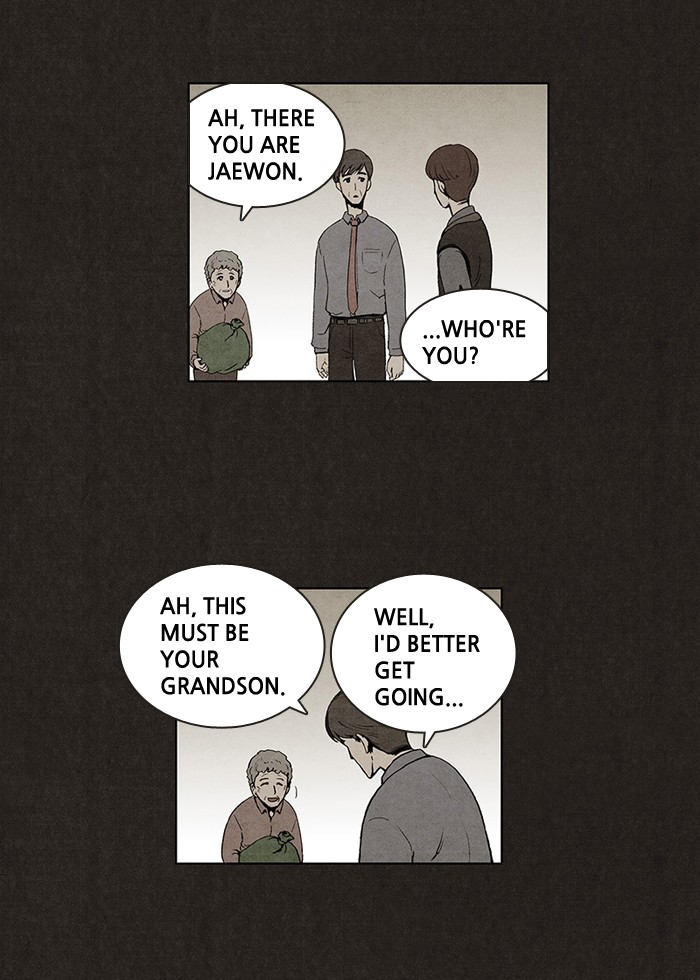 AH, THERE
YOU ARE
JAEWON.
...WHO'RE
YOU?
AH, THIS
MUST BE
YOUR
GRANDSON.
WELL,
I'D BETTER
GET
GOING...